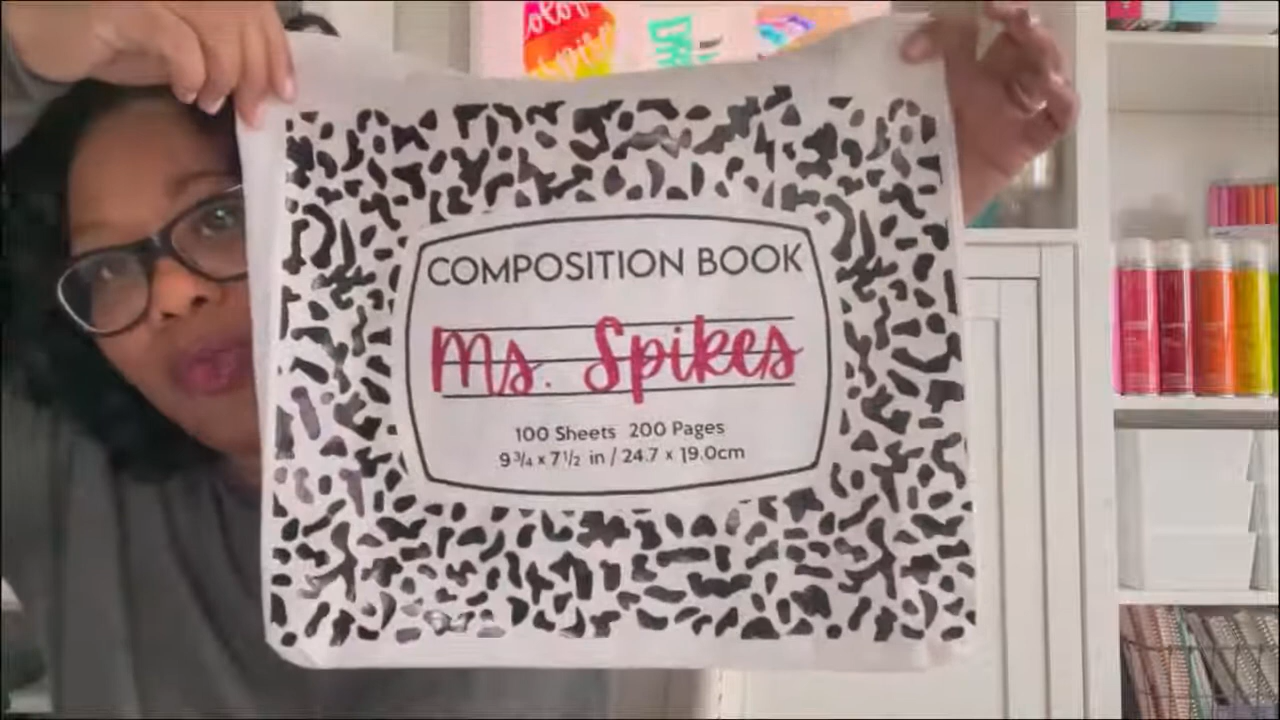 color
COMPOSITION BOOK
Ms. Spikes
100 Sheets 200 Pages
9 3/4 x 7 1/2 in / 24.7 x 19.0cm